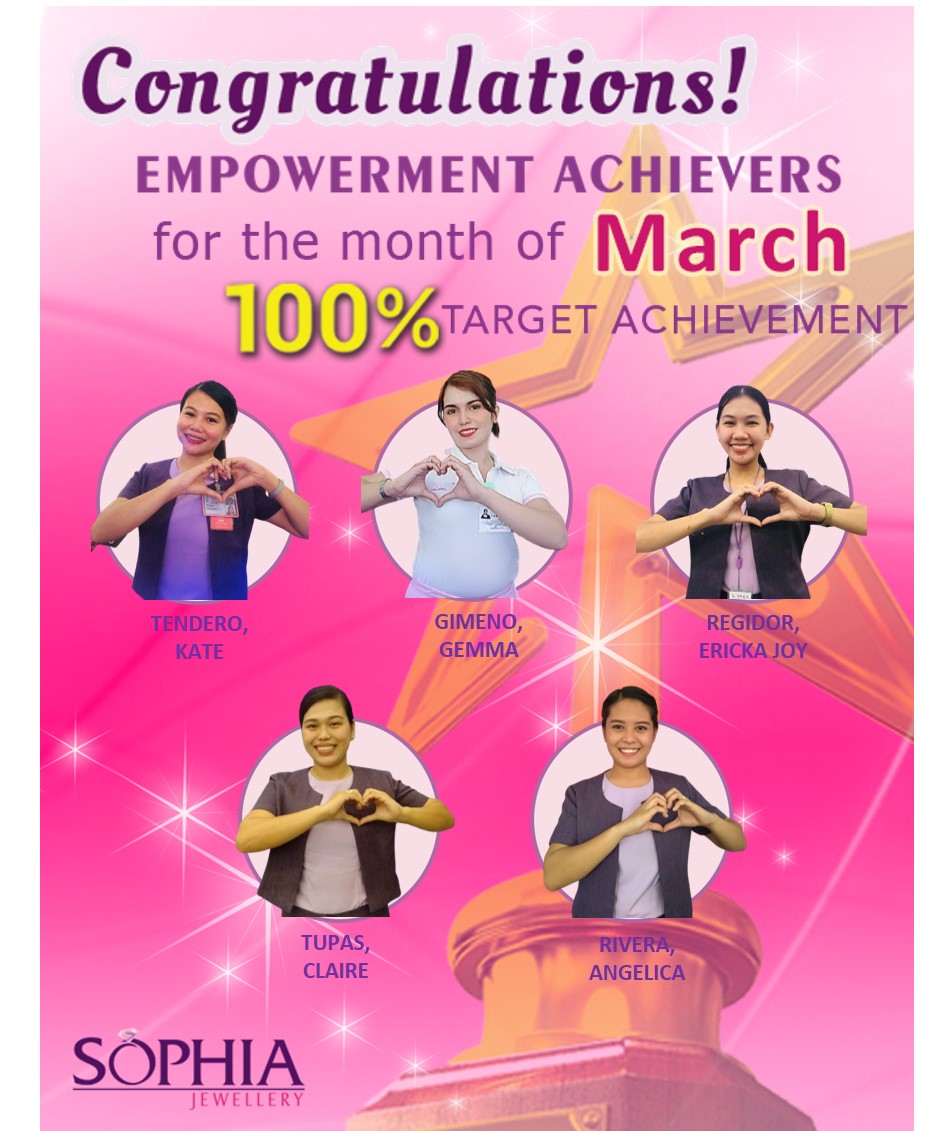 Congratulations!
EMPOWERMENT ACHIEVERS
for the month of March
100% TARGET ACHIEVEMENT
TENDERO,
KATE
GIMENO,
GEMMA
REGIDOR,
ERICKA JOY
TUPAS,
CLAIRE
RIVERA,
ANGELICA
SOPHIA
JEWELLERY